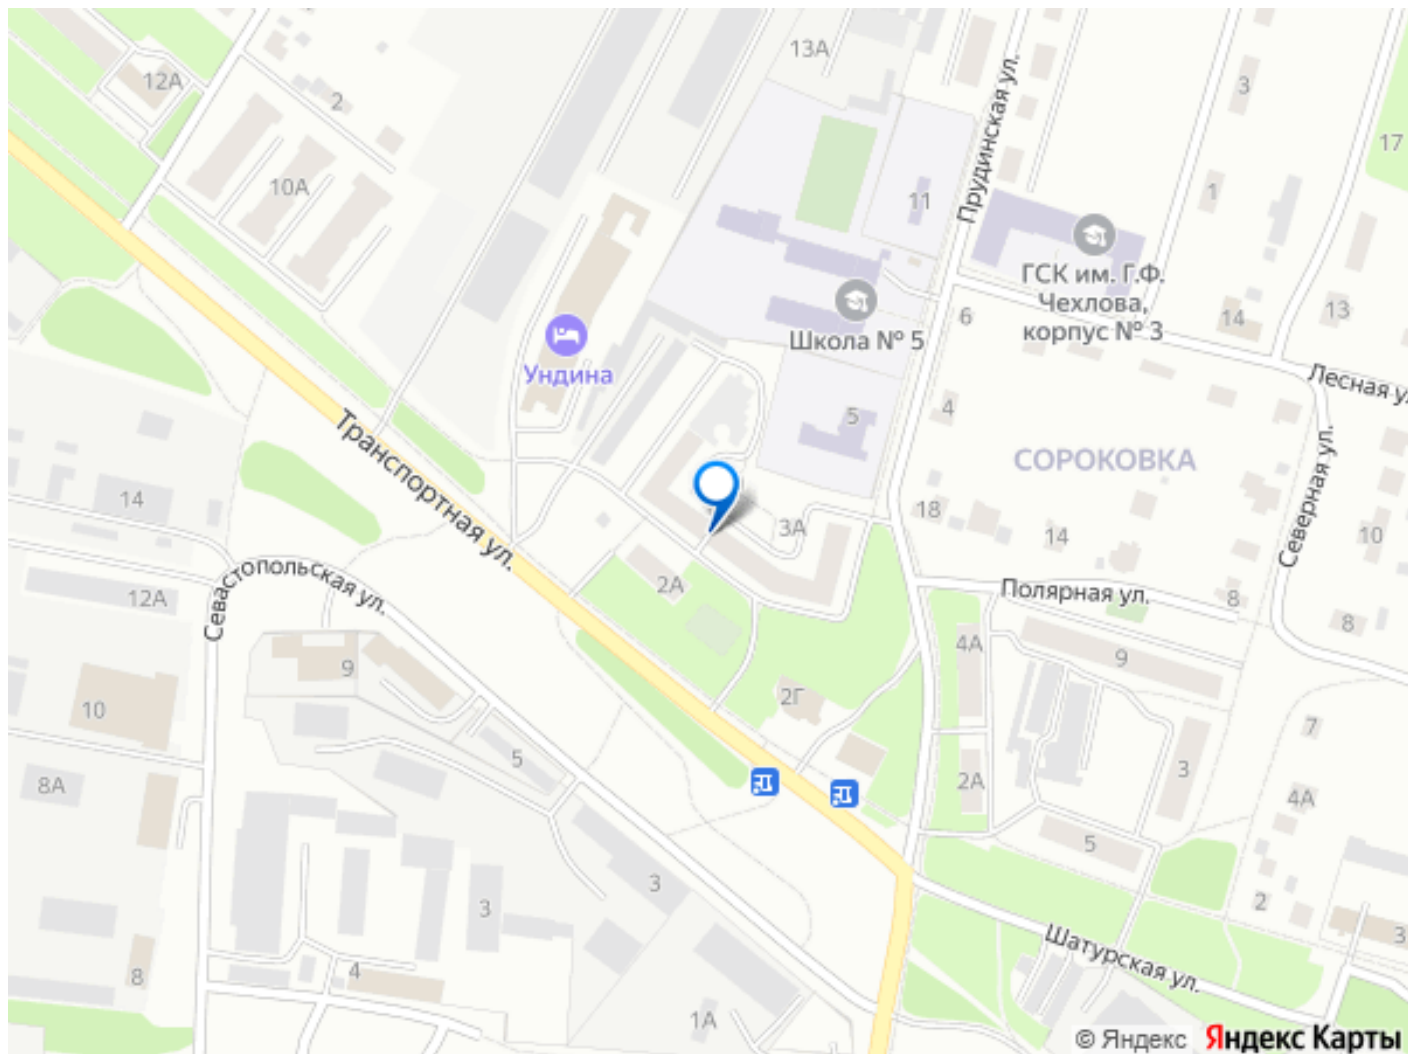 13А
12А
2
3
17
Прудинская ул.
10А
11
1
ГСК им. Г.Ф.
Чехлова,
корпус № 3
Школа № 5
6
14
13
Ундина
Лесная у
4
5
Транспортная ул.
СОРОКОВКА
Северная ул.
14
18
3А
14
10
Севастопольская ул.
12А
2А
Полярная ул.
8
8
4А
9
9
10
2Г
7
5
8А
2А
3
4А
5
3
3
2
3
Шатурская ул.
8
4
1А
© Яндекс
Яндекс Карты